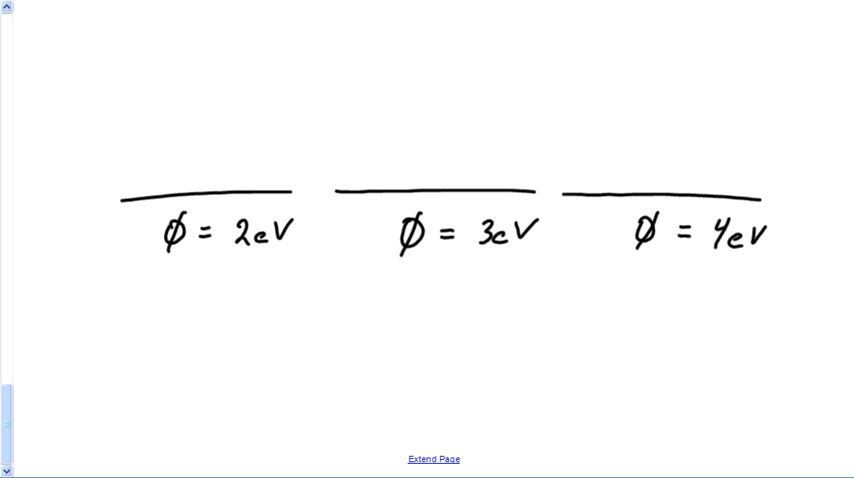 Ø = 2eV Ø = 3eV Ø = 4eV
Extend Page